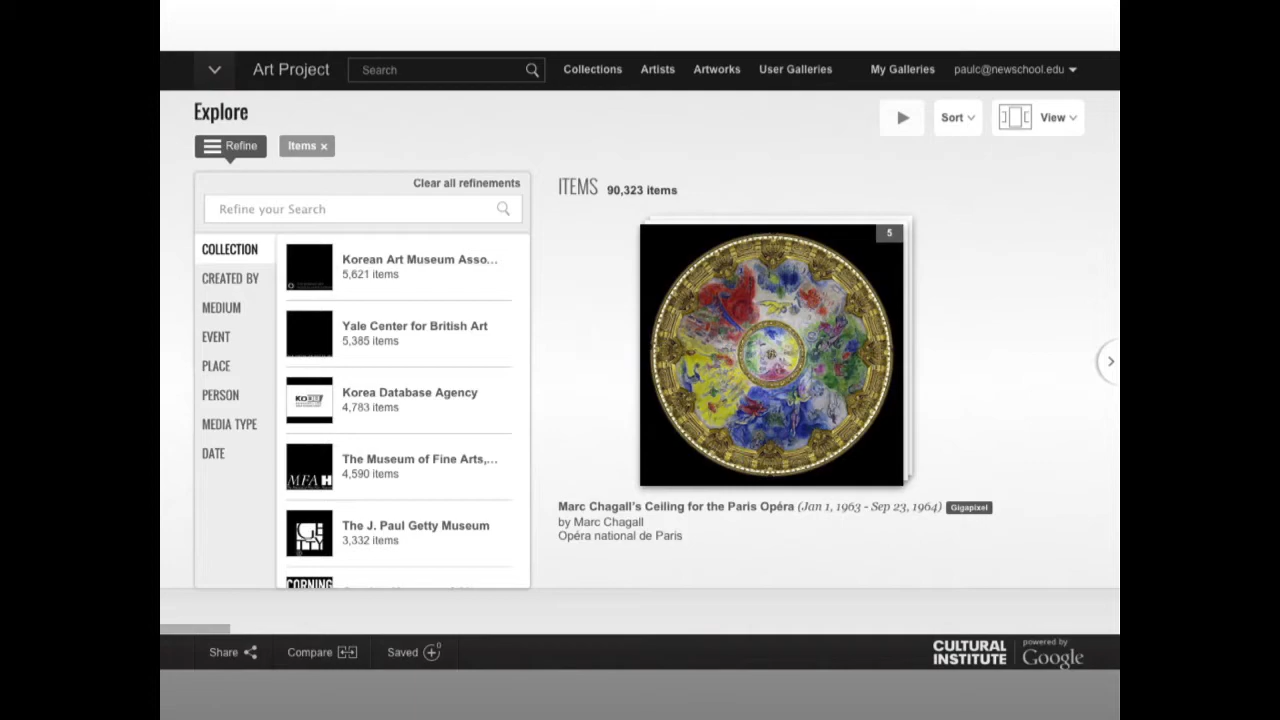 Art Project
Search
Collections
Artists
Artworks
User Galleries
My Galleries
paulc@newschool.edu
Explore
Sort
View
Refine
Items x
Clear all refinements
Refine your Search
ITEMS 90,323 items
5
COLLECTION
CREATED BY
MEDIUM
EVENT
PLACE
PERSON
MEDIA TYPE
DATE
Korean Art Museum Asso...
5,621 items
Yale Center for British Art
5,385 items
Korea Database Agency
4,783 items
MFA H
The Museum of Fine Arts,...
4,590 items
The J. Paul Getty Museum
3,332 items
CORNING
Marc Chagall's Ceiling for the Paris Opéra (Jan 1, 1963 - Sep 23, 1964) Gigapixel
by Marc Chagall
Opéra national de Paris
Share
Compare
Saved 0
CULTURAL
INSTITUTE
powered by
Google